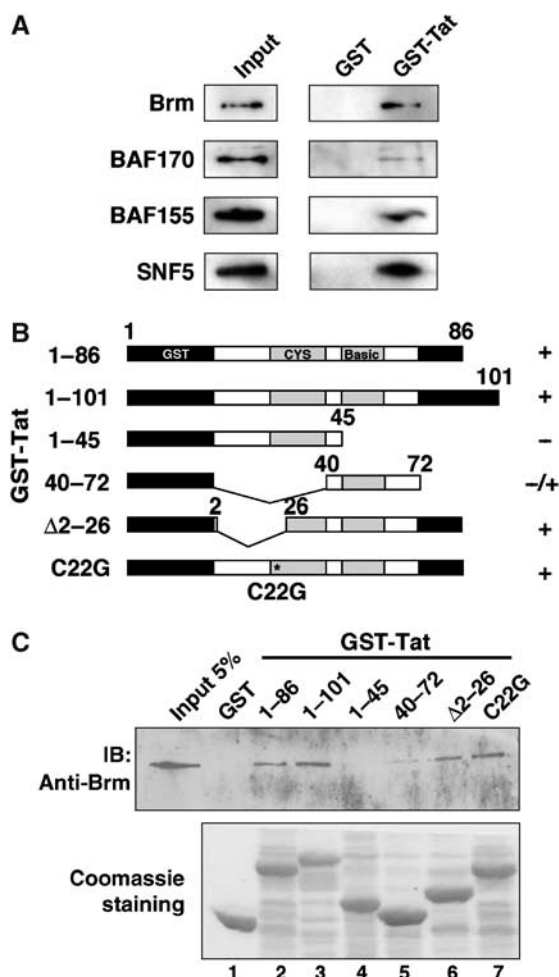 A
Input GST GST-Tat
Brm
BAF170
BAF155
SNF5
B
1 86
1–86 GST CYS Basic +
101
1–101 +
45
1–45 –
40 72
40–72 –/+
2 26
Δ2–26 +
C22G * +
C22G
GST-Tat
C
GST-Tat
Input 5% GST 1–86 1–101 1–45 40–72 Δ2–26 C22G
IB:
Anti-Brm
Coomassie
staining
1 2 3 4 5 6 7